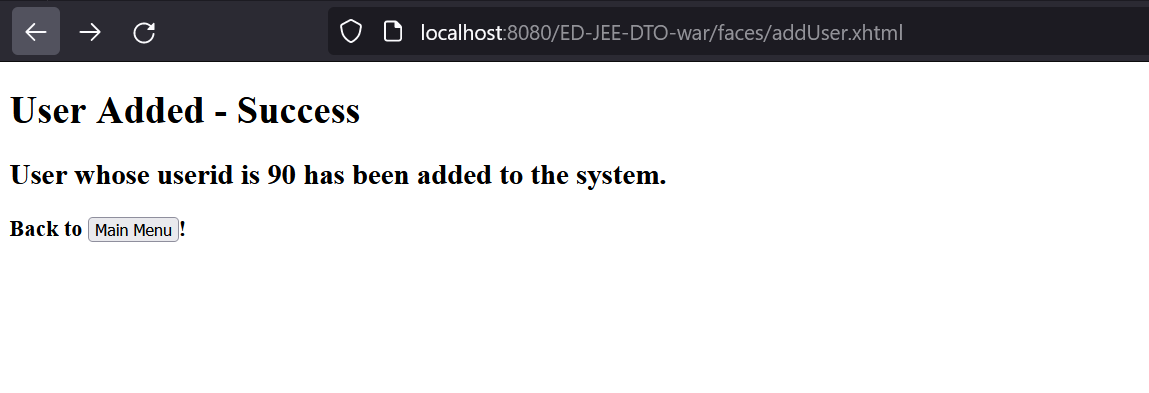 localhost:8080/ED-JEE-DTO-war/faces/addUser.xhtml
User Added - Success
User whose userid is 90 has been added to the system.
Back to Main Menu!